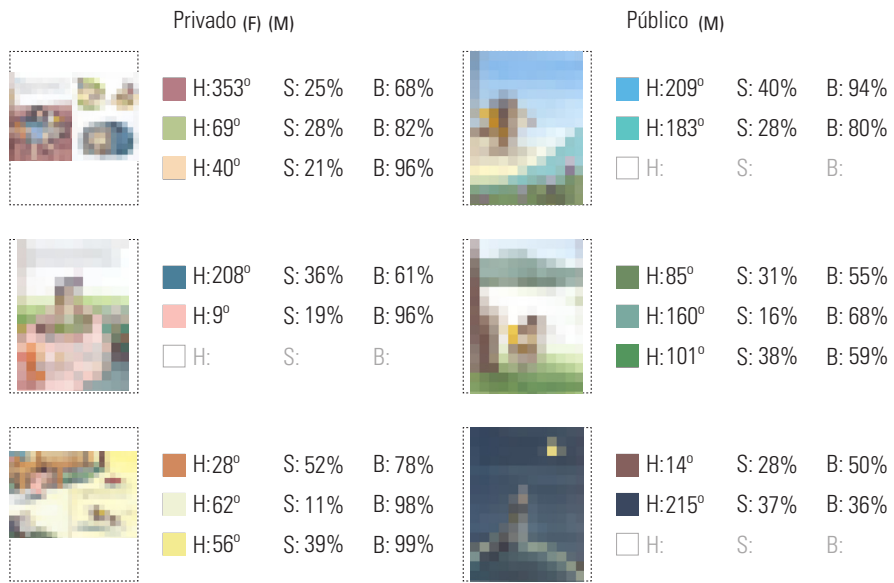 Privado (F) (M)
H:353º S: 25% B: 68%
H:69º S: 28% B: 82%
H:40º S: 21% B: 96%
H:208º S: 36% B: 61%
H:9º S: 19% B: 96%
H: S: B:
H:28º S: 52% B: 78%
H:62º S: 11% B: 98%
H:56º S: 39% B: 99%
Público (M)
H:209º S: 40% B: 94%
H:183º S: 28% B: 80%
H: S: B:
H:85º S: 31% B: 55%
H:160º S: 16% B: 68%
H:101º S: 38% B: 59%
H:14º S: 28% B: 50%
H:215º S: 37% B: 36%
H: S: B: